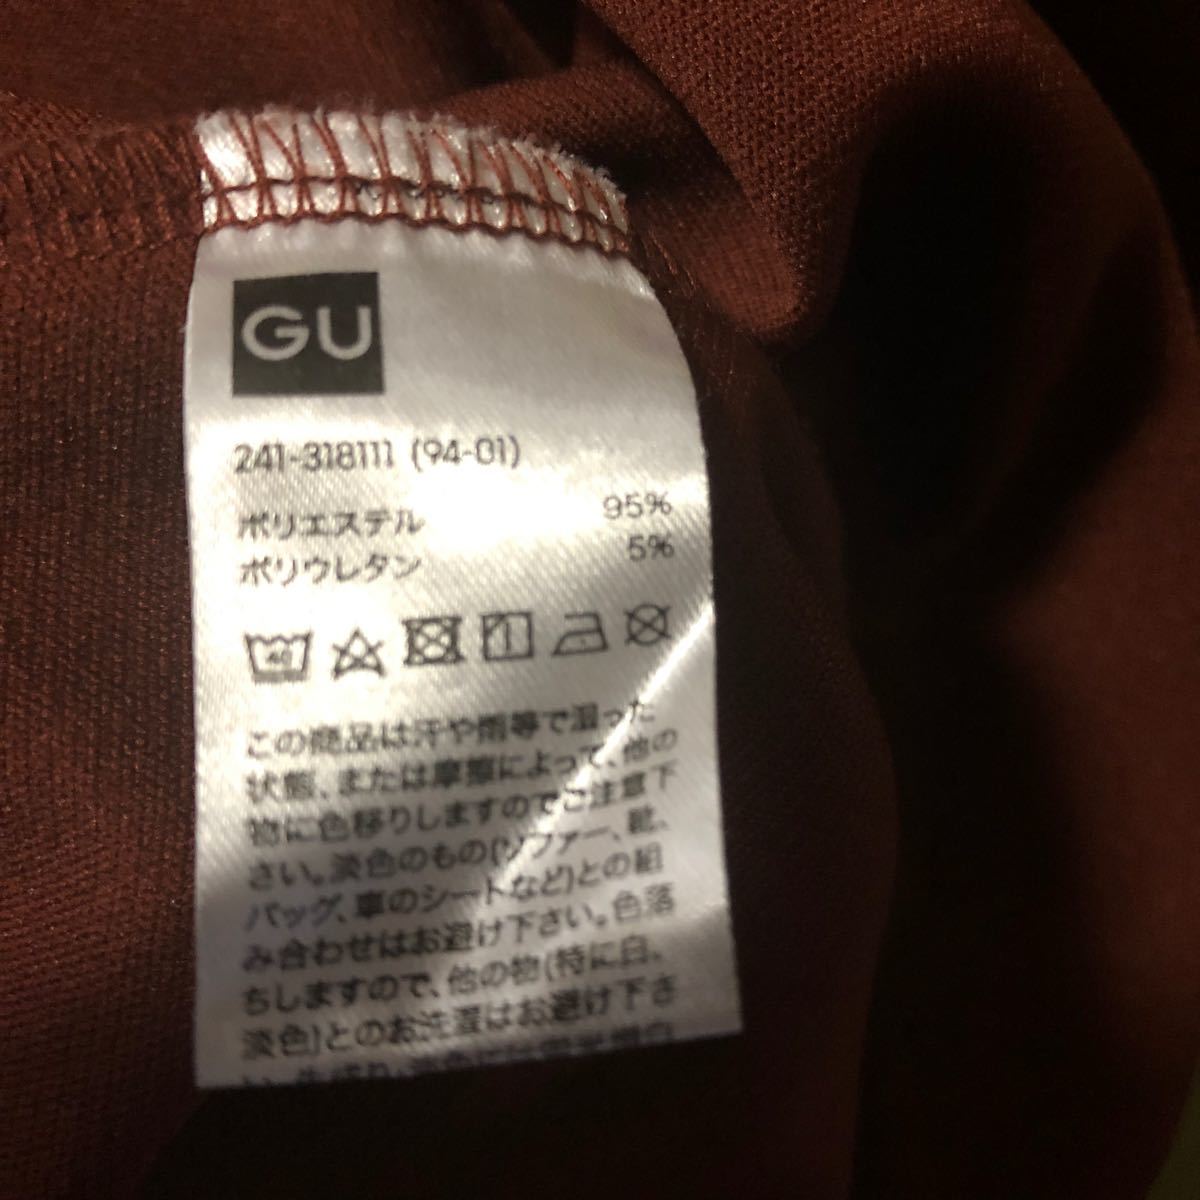 GU
241-318111 (94-01)
ポリエステル 95%
ポリウレタン 5%
40
この商品は汗や雨等で湿った
状態、または摩擦によって、他の
物に色移りしますのでご注意下
さい。淡色のもの(ソファー、靴、
バッグ、車のシートなど)との組
み合わせはお避け下さい。色落
ちしますので、他の物(特に白、
淡色)とのお洗濯はお避け下さ